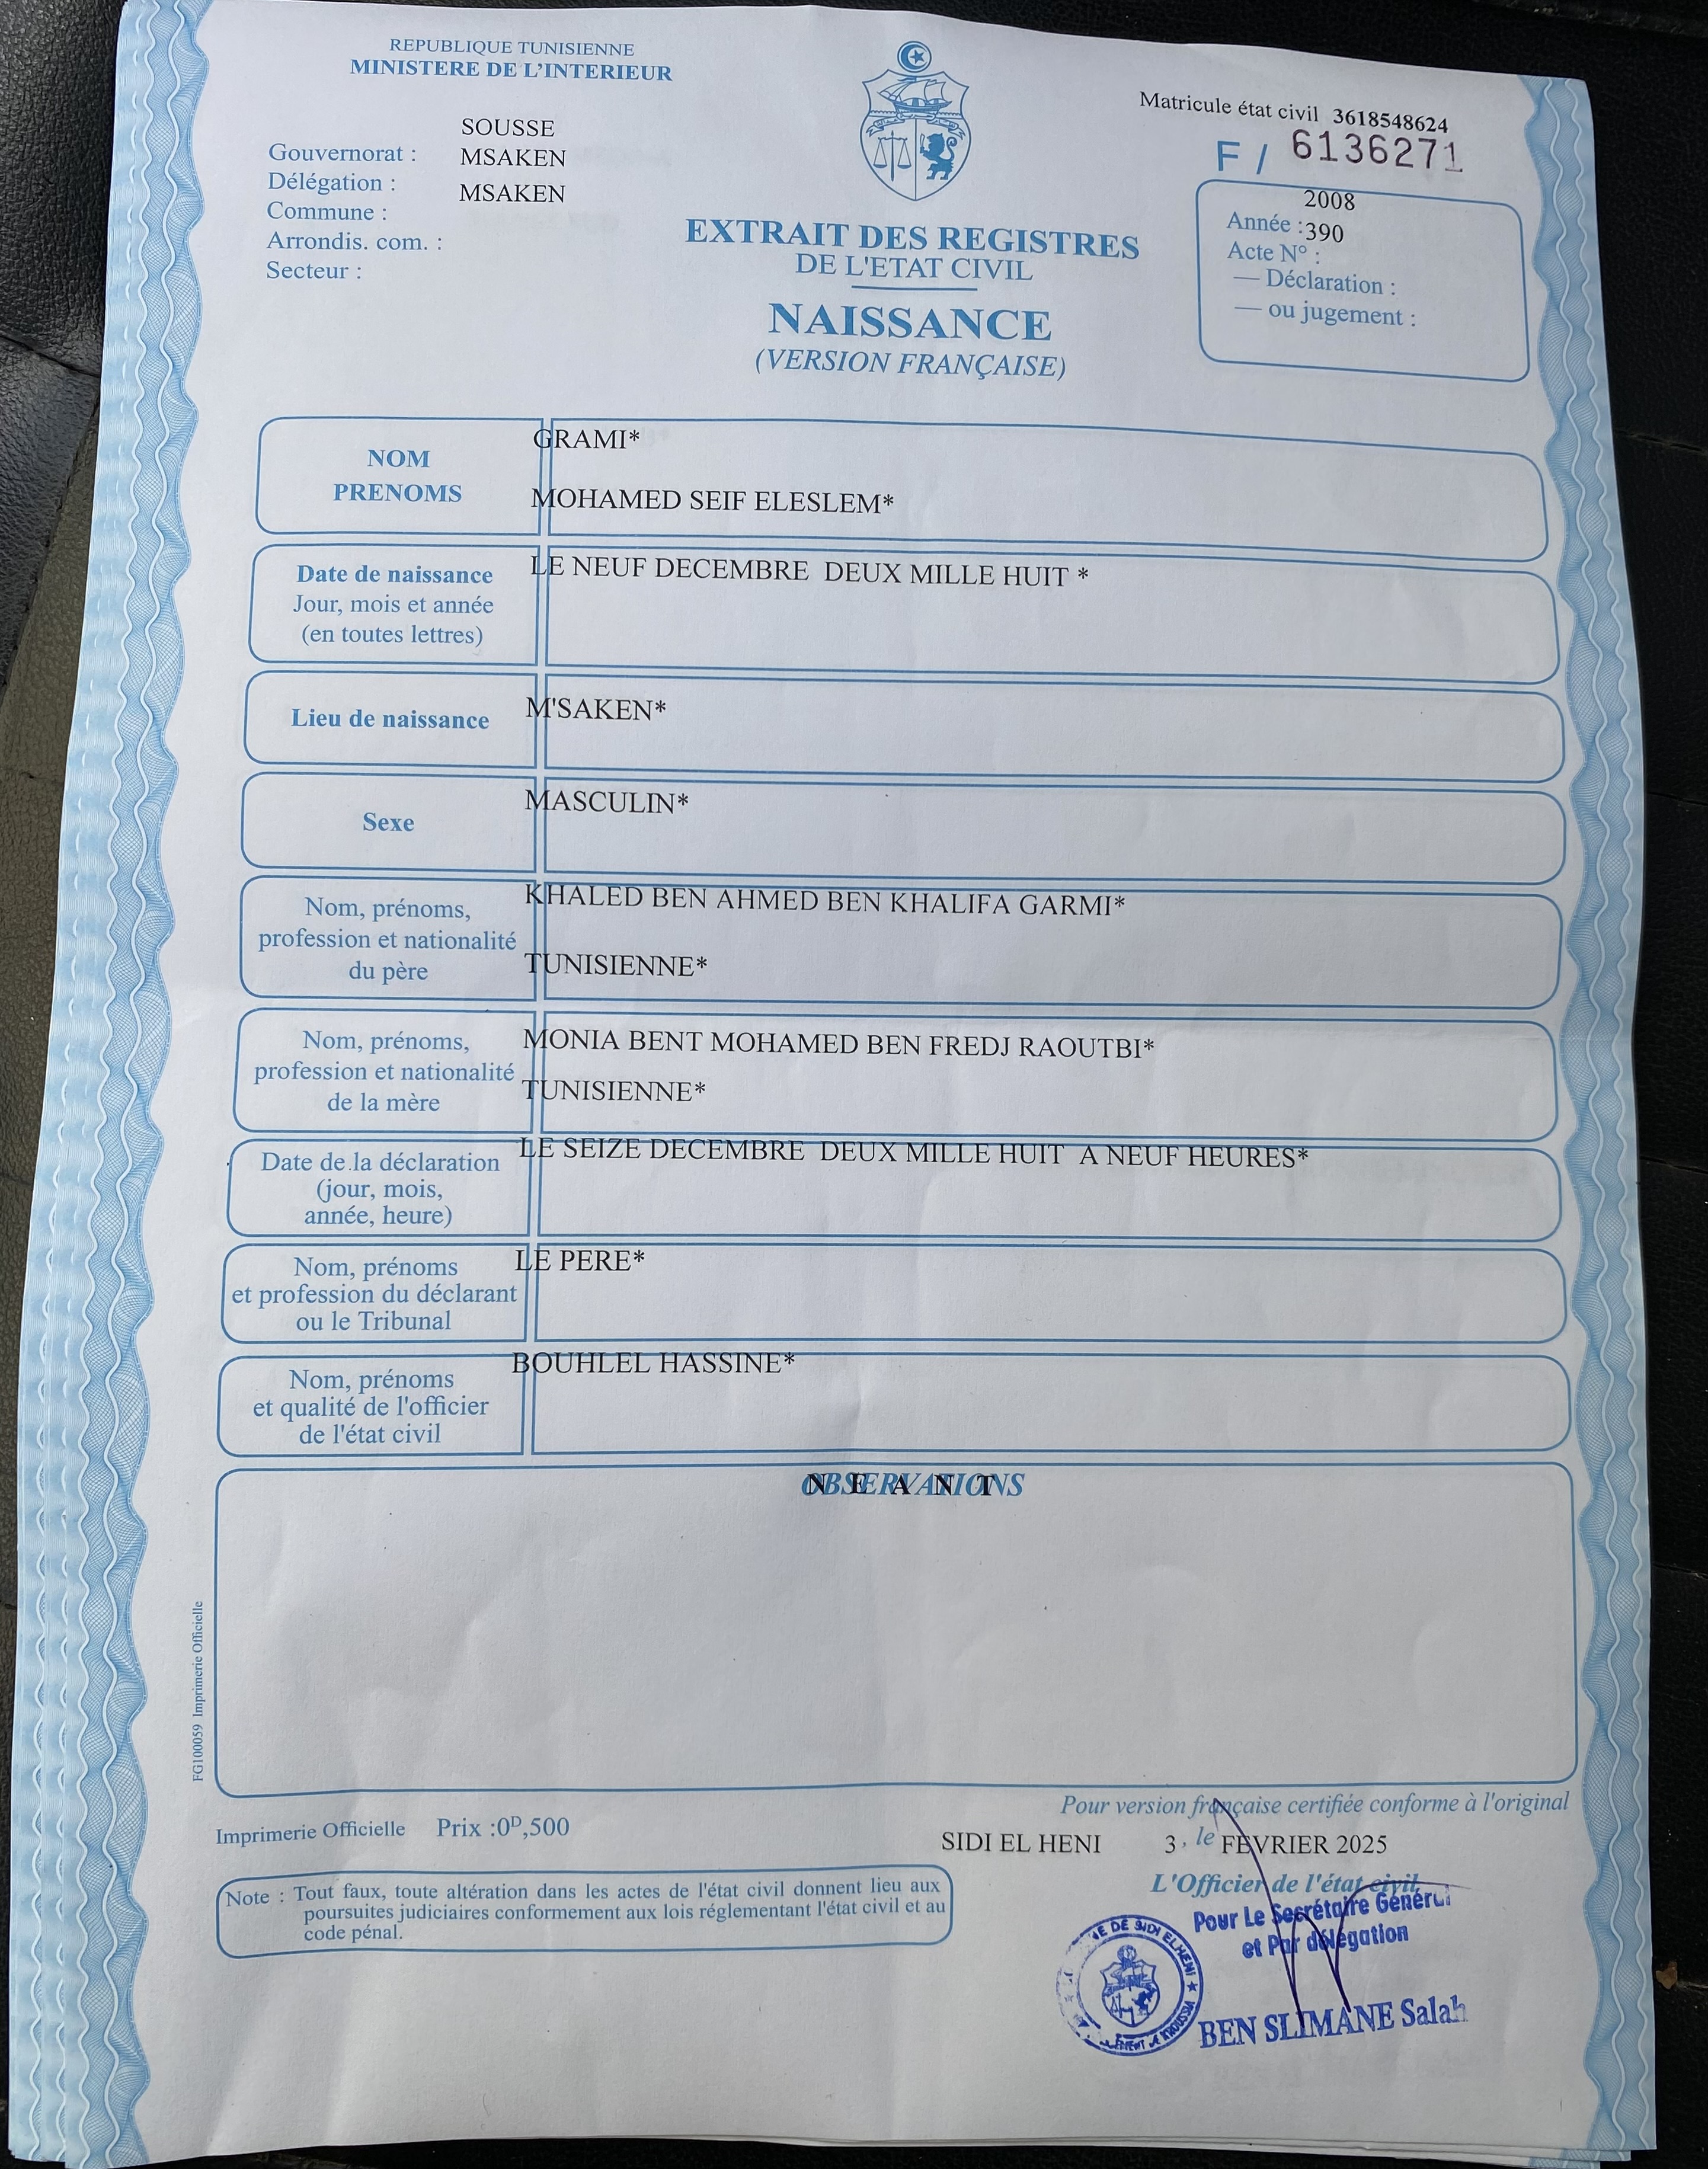 REPUBLIQUE TUNISIENNE
MINISTERE DE L'INTERIEUR
Matricule état civil 3618548624
F / 6136271
SOUSSE
Gouvernorat :
MSAKEN
Délégation :
MSAKEN
Commune :
Arrondis. com. :
Secteur :
EXTRAIT DES REGISTRES
DE L'ETAT CIVIL
NAISSANCE
(VERSION FRANÇAISE)
2008
Année :
390
Acte N° :
— Déclaration :
— ou jugement :
NOM
PRENOMS
GRAMI*
MOHAMED SEIF ELESLEM*
Date de naissance
Jour, mois et année
(en toutes lettres)
LE NEUF DECEMBRE DEUX MILLE HUIT *
Lieu de naissance
M'SAKEN*
Sexe
MASCULIN*
Nom, prénoms,
profession et nationalité
du père
KHALED BEN AHMED BEN KHALIFA GARMI*
TUNISIENNE*
Nom, prénoms,
profession et nationalité
de la mère
MONIA BENT MOHAMED BEN FREDJ RAOUTBI*
TUNISIENNE*
Date de la déclaration
(jour, mois,
année, heure)
LE SEIZE DECEMBRE DEUX MILLE HUIT A NEUF HEURES*
Nom, prénoms
et profession du déclarant
ou le Tribunal
LE PERE*
Nom, prénoms
et qualité de l'officier
de l'état civil
BOUHLEL HASSINE*
OBSERVATIONS
N E A N T
FG100059 Imprimerie Officielle
Imprimerie Officielle Prix :0ᴰ,500
Pour version française certifiée conforme à l'original
SIDI EL HENI 3 , le FEVRIER 2025
L'Officier de l'état civil,
Pour Le Secrétaire Général
et Par délégation
BEN SLIMANE Salah
DE SIDI ELHENI
Note : Tout faux, toute altération dans les actes de l'état civil donnent lieu aux
poursuites judiciaires conformement aux lois réglementant l'état civil et au
code pénal.